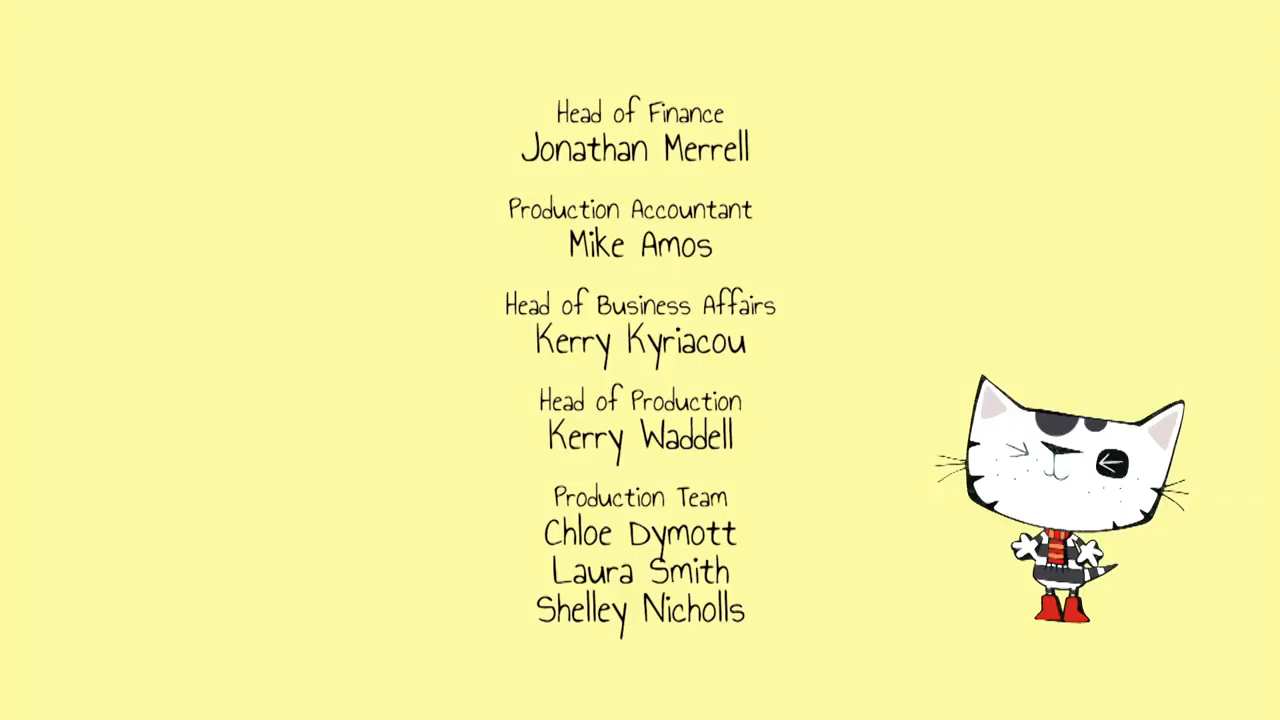 Head of Finance
Jonathan Merrell
Production Accountant
Mike Amos
Head of Business Affairs
Kerry Kyriacou
Head of Production
Kerry Waddell
Production Team
Chloe Dymott
Laura Smith
Shelley Nicholls